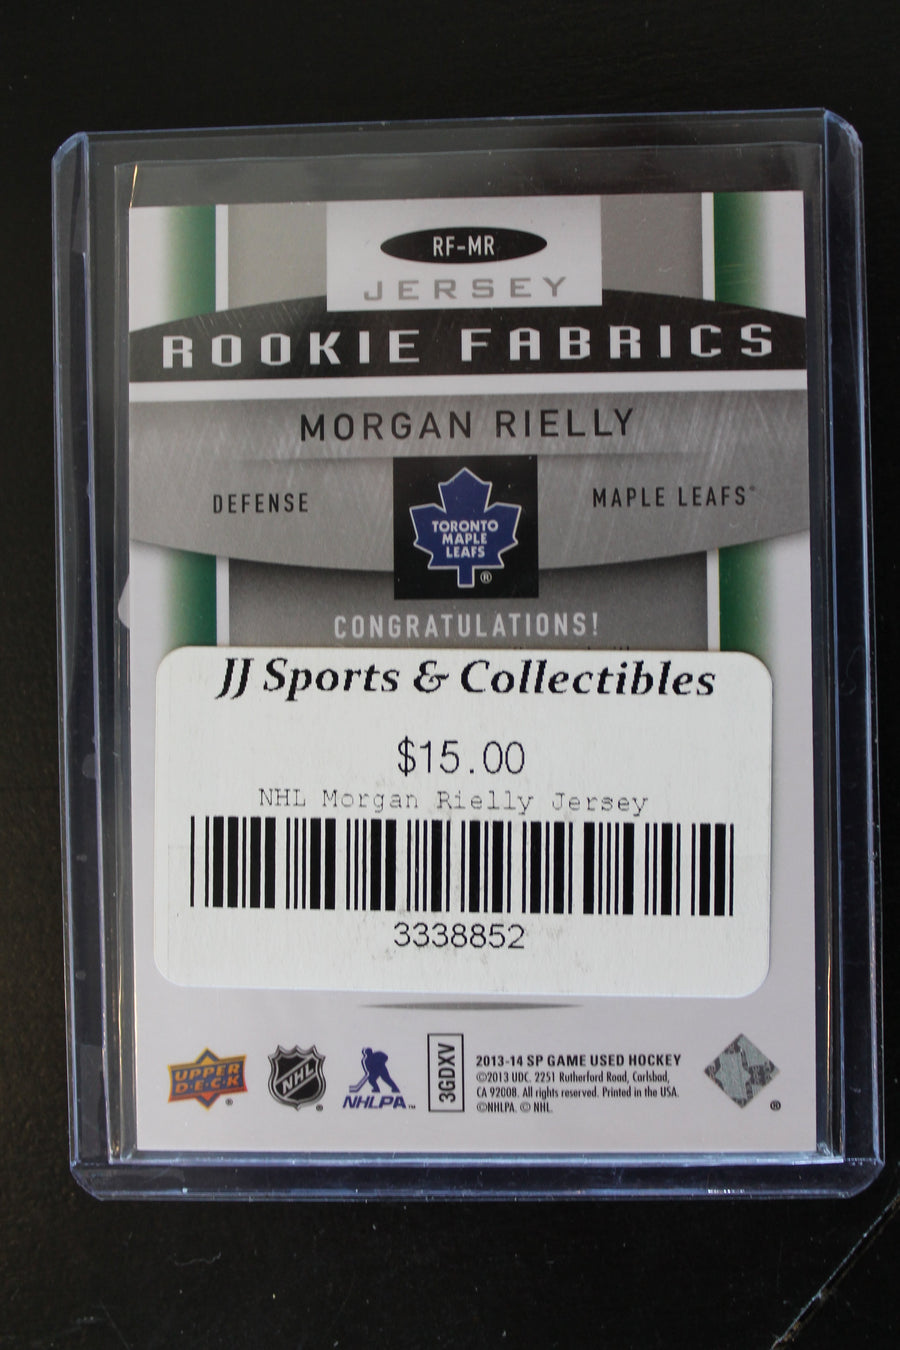 RF-MR
JERSEY
ROOKIE FABRICS
MORGAN RIELLY
DEFENSE
MAPLE LEAFS
TORONTO
MAPLE
LEAFS
®
CONGRATULATIONS!
JJ Sports & Collectibles
$15.00
NHL Morgan Rielly Jersey
3338852
UPPER
D·E·C·K
®
NHL
®
NHLPA™
3GDXV
2013-14 SP GAME USED HOCKEY
©2013 UDC. 2251 Rutherford Road, Carlsbad,
CA 92008. All rights reserved. Printed in the USA.
©NHLPA. © NHL.
®